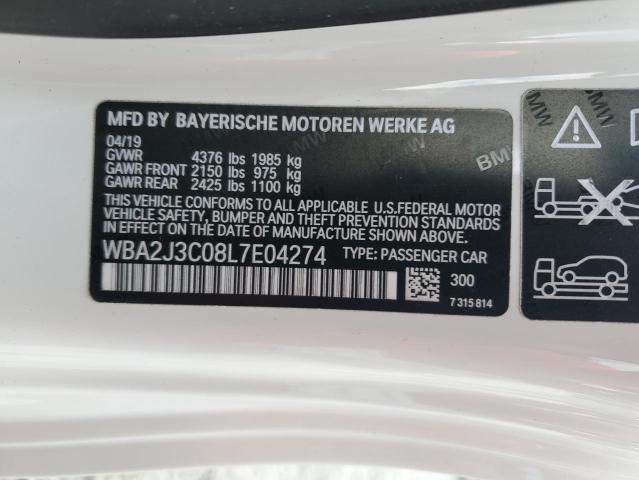 MFD BY BAYERISCHE MOTOREN WERKE AG
04/19
GVWR 4376 lbs 1985 kg
GAWR FRONT 2150 lbs 975 kg
GAWR REAR 2425 lbs 1100 kg
THIS VEHICLE CONFORMS TO ALL APPLICABLE U.S.FEDERAL MOTOR
VEHICLE SAFETY, BUMPER AND THEFT PREVENTION STANDARDS
IN EFFECT ON THE DATE OF MANUFACTURE SHOWN ABOVE.
WBA2J3C08L7E04274 TYPE: PASSENGER CAR
300
7 315 814
BMW
BMW